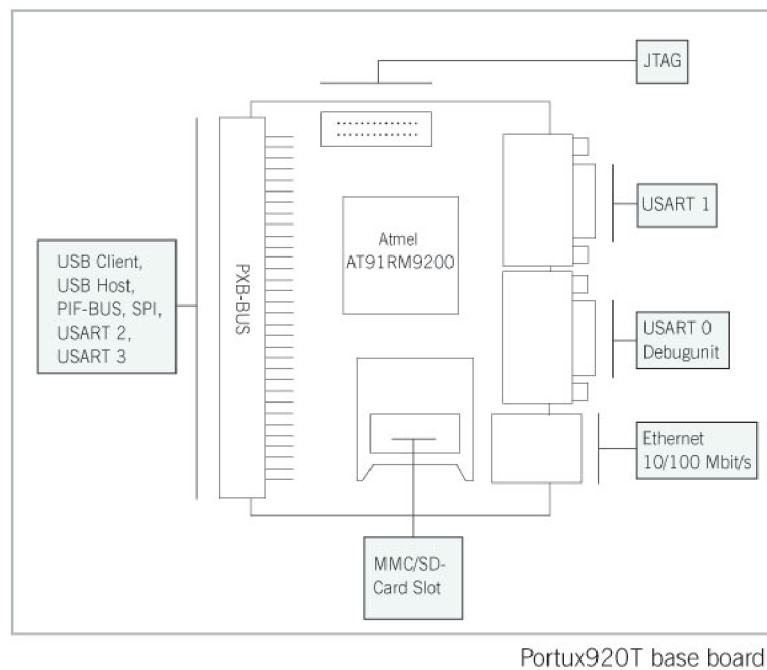 JTAG
USART 1
Atmel
AT91RM9200
PXB-BUS
USB Client,
USB Host,
PIF-BUS, SPI,
USART 2,
USART 3
USART 0
Debugunit
Ethernet
10/100 Mbit/s
MMC/SD-
Card Slot
Portux920T base board